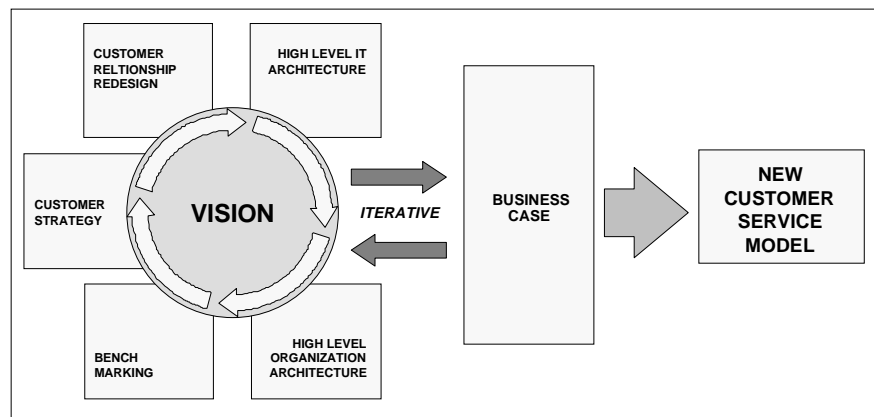 CUSTOMER
RELTIONSHIP
REDESIGN
HIGH LEVEL IT
ARCHITECTURE
CUSTOMER
STRATEGY
VISION
ITERATIVE
BUSINESS
CASE
NEW
CUSTOMER
SERVICE
MODEL
BENCH
MARKING
HIGH LEVEL
ORGANIZATION
ARCHITECTURE